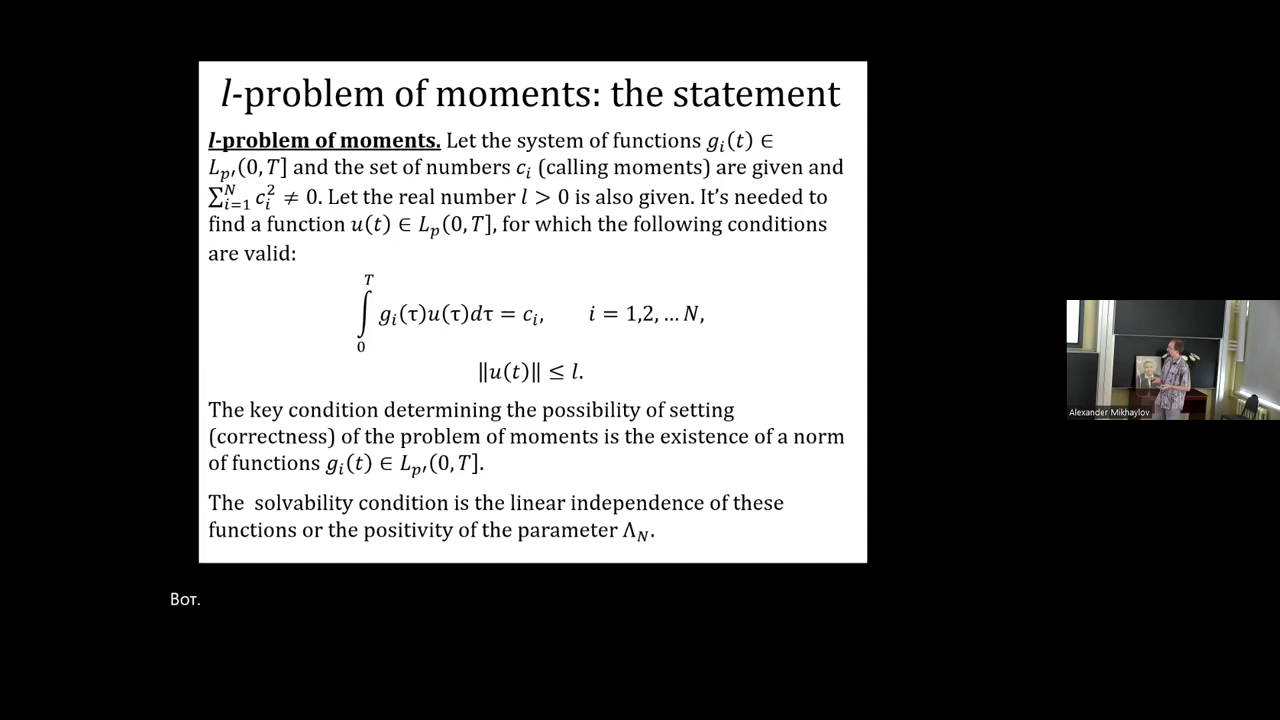 l-problem of moments: the statement
l-problem of moments. Let the system of functions gᵢ(t) ∈
Lₚ′(0, T] and the set of numbers cᵢ (calling moments) are given and
∑ᵢ₌₁ᴺ cᵢ² ≠ 0. Let the real number l > 0 is also given. It’s needed to
find a function u(t) ∈ Lₚ(0, T], for which the following conditions
are valid:
∫₀ᵀ gᵢ(τ)u(τ)dτ = cᵢ, i = 1,2, … N,
‖u(t)‖ ≤ l.
The key condition determining the possibility of setting
(correctness) of the problem of moments is the existence of a norm
of functions gᵢ(t) ∈ Lₚ′(0, T].
The solvability condition is the linear independence of these
functions or the positivity of the parameter Λ_N.
Alexander Mikhaylov
Вот.